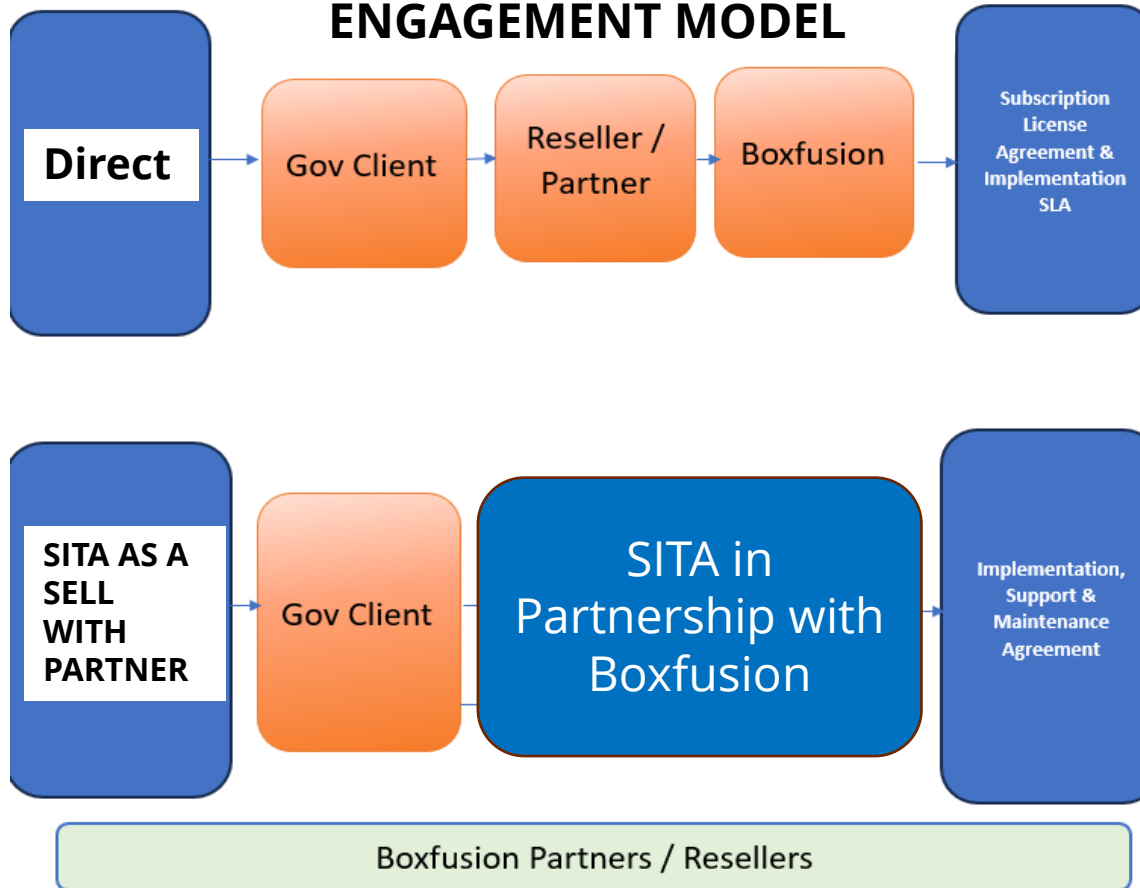 ENGAGEMENT MODEL
Direct
Gov Client
Reseller /
Partner
Boxfusion
Subscription
License
Agreement &
Implementation
SLA
SITA AS A
SELL
WITH
PARTNER
Gov Client
SITA in
Partnership with
Boxfusion
Implementation,
Support &
Maintenance
Agreement
Boxfusion Partners / Resellers